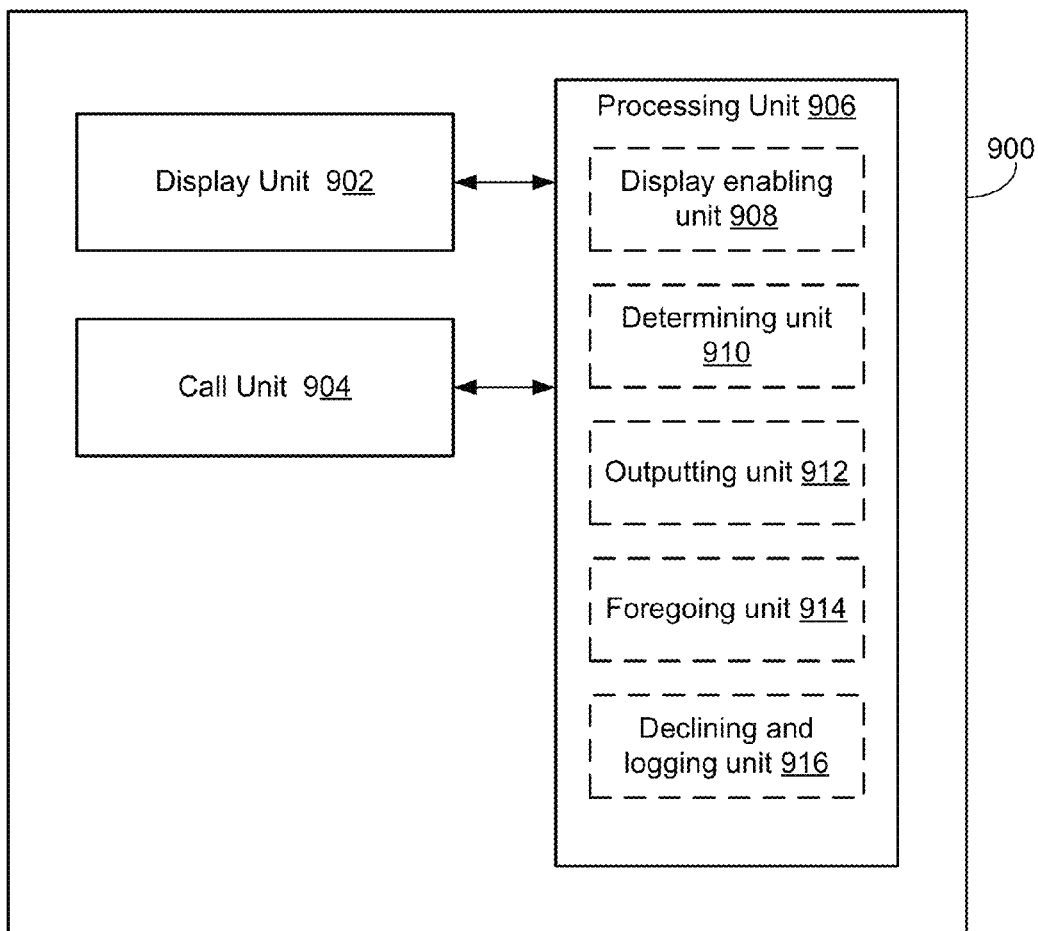 Processing Unit 906
900
Display Unit 902
Display enabling
unit 908
Determining unit
910
Call Unit 904
Outputting unit 912
Foregoing unit 914
Declining and
logging unit 916